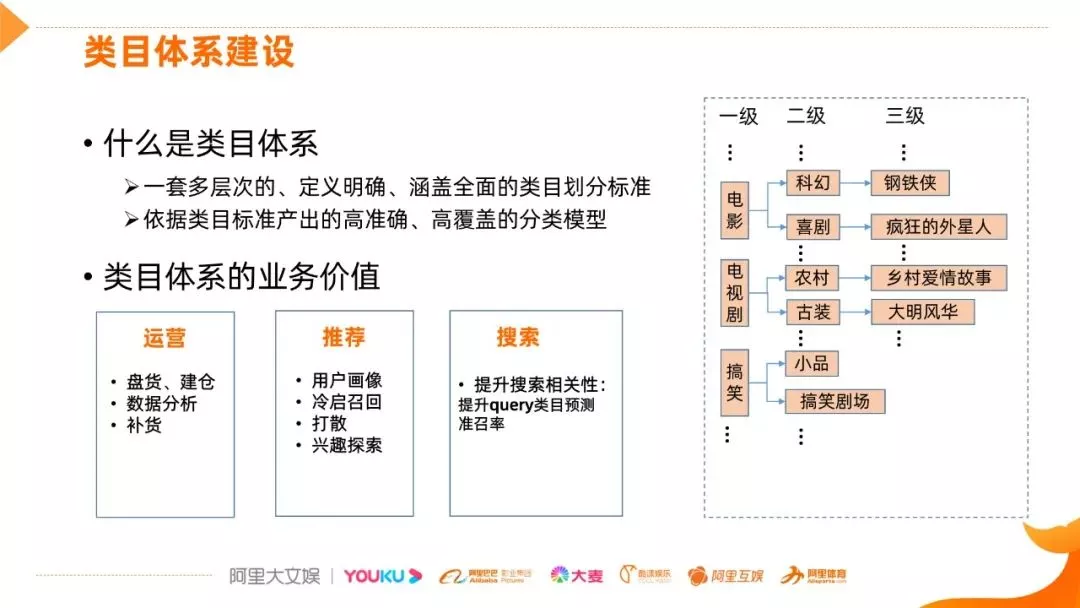 类目体系建设
• 什么是类目体系
➢一套多层次的、定义明确、涵盖全面的类目划分标准
➢依据类目标准产出的高准确、高覆盖的分类模型
• 类目体系的业务价值
运营
• 盘货、建仓
• 数据分析
• 补货
推荐
• 用户画像
• 冷启召回
• 打散
• 兴趣探索
搜索
• 提升搜索相关性：
提升query类目预测
准召率
一级 二级 三级
电影
科幻 钢铁侠
喜剧 疯狂的外星人
电视剧
农村 乡村爱情故事
古装 大明风华
搞笑
小品
搞笑剧场
阿里大文娱 YOUKU 阿里巴巴影业集团 Alibaba Pictures 大麦 阿里互娱 阿里体育